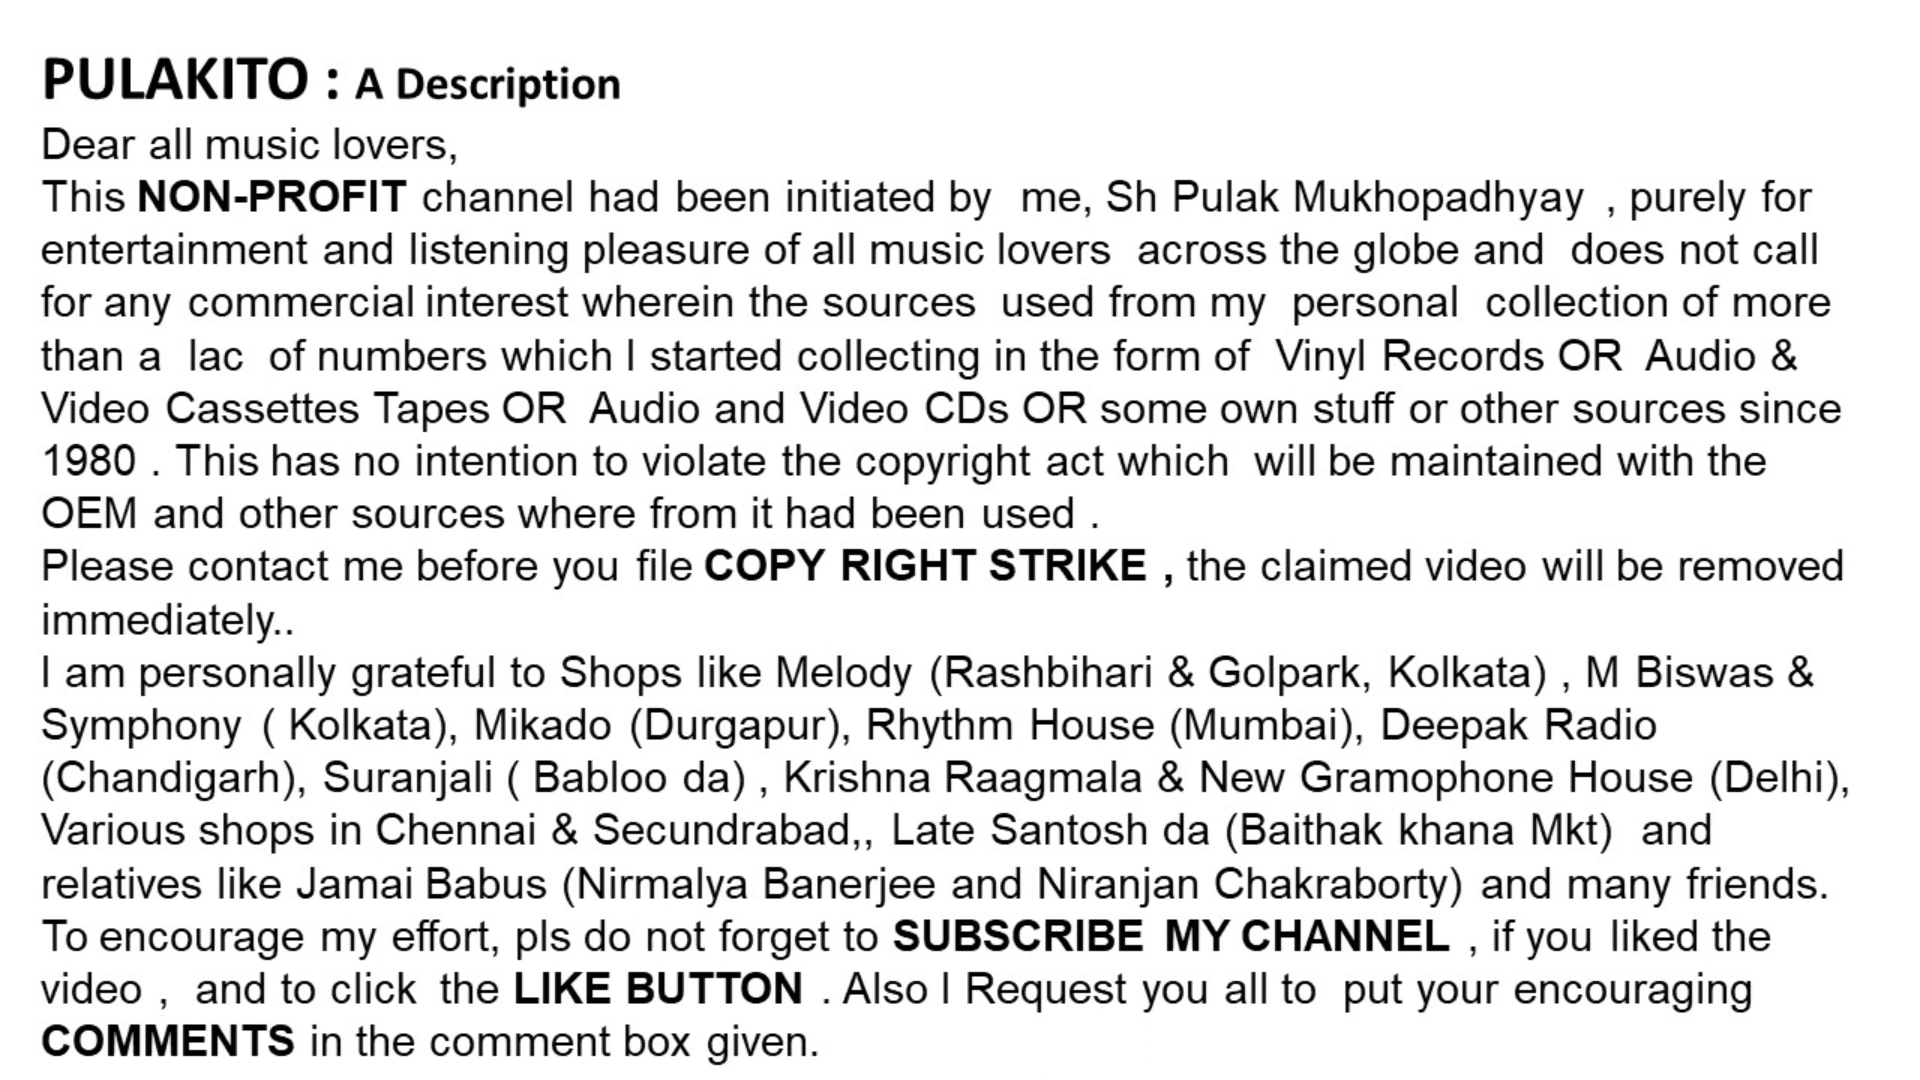 PULAKITO : A Description
Dear all music lovers,
This NON-PROFIT channel had been initiated by me, Sh Pulak Mukhopadhyay , purely for
entertainment and listening pleasure of all music lovers across the globe and does not call
for any commercial interest wherein the sources used from my personal collection of more
than a lac of numbers which I started collecting in the form of Vinyl Records OR Audio &
Video Cassettes Tapes OR Audio and Video CDs OR some own stuff or other sources since
1980 . This has no intention to violate the copyright act which will be maintained with the
OEM and other sources where from it had been used .
Please contact me before you file COPY RIGHT STRIKE , the claimed video will be removed
immediately..
I am personally grateful to Shops like Melody (Rashbihari & Golpark, Kolkata) , M Biswas &
Symphony ( Kolkata), Mikado (Durgapur), Rhythm House (Mumbai), Deepak Radio
(Chandigarh), Suranjali ( Babloo da) , Krishna Raagmala & New Gramophone House (Delhi),
Various shops in Chennai & Secundrabad,, Late Santosh da (Baithak khana Mkt) and
relatives like Jamai Babus (Nirmalya Banerjee and Niranjan Chakraborty) and many friends.
To encourage my effort, pls do not forget to SUBSCRIBE MY CHANNEL , if you liked the
video , and to click the LIKE BUTTON . Also I Request you all to put your encouraging
COMMENTS in the comment box given.